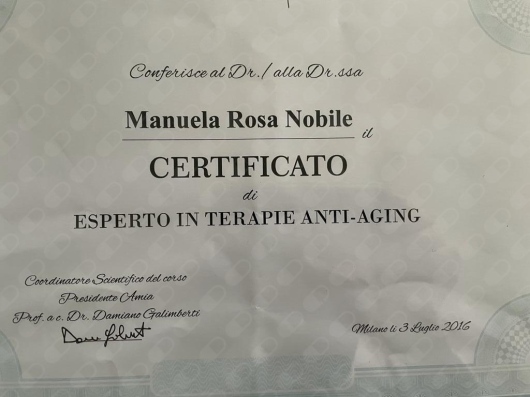 Conferisce al Dr./ alla Dr.ssa
Manuela Rosa Nobile il
CERTIFICATO
di
ESPERTO IN TERAPIE ANTI-AGING
Coordinatore Scientifico del corso
Presidente Amia
Prof. a c. Dr. Damiano Galimberti
Milano li 3 Luglio 2016